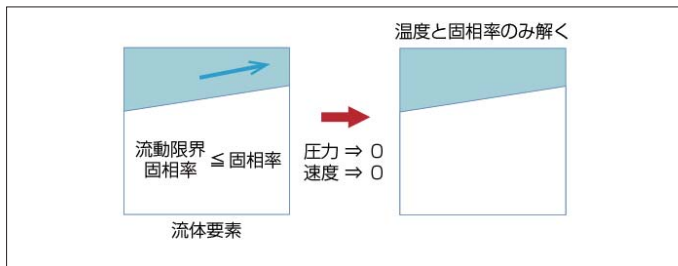 温度と固相率のみ解く
流動限界
固相率 ≦ 固相率
圧力 ⇒ 0
速度 ⇒ 0
流体要素